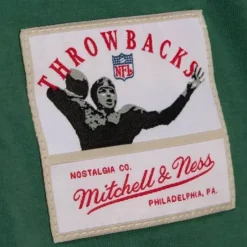 THROWBACKS
NFL
NOSTALGIA CO.
Mitchell & Ness
PHILADELPHIA, PA.